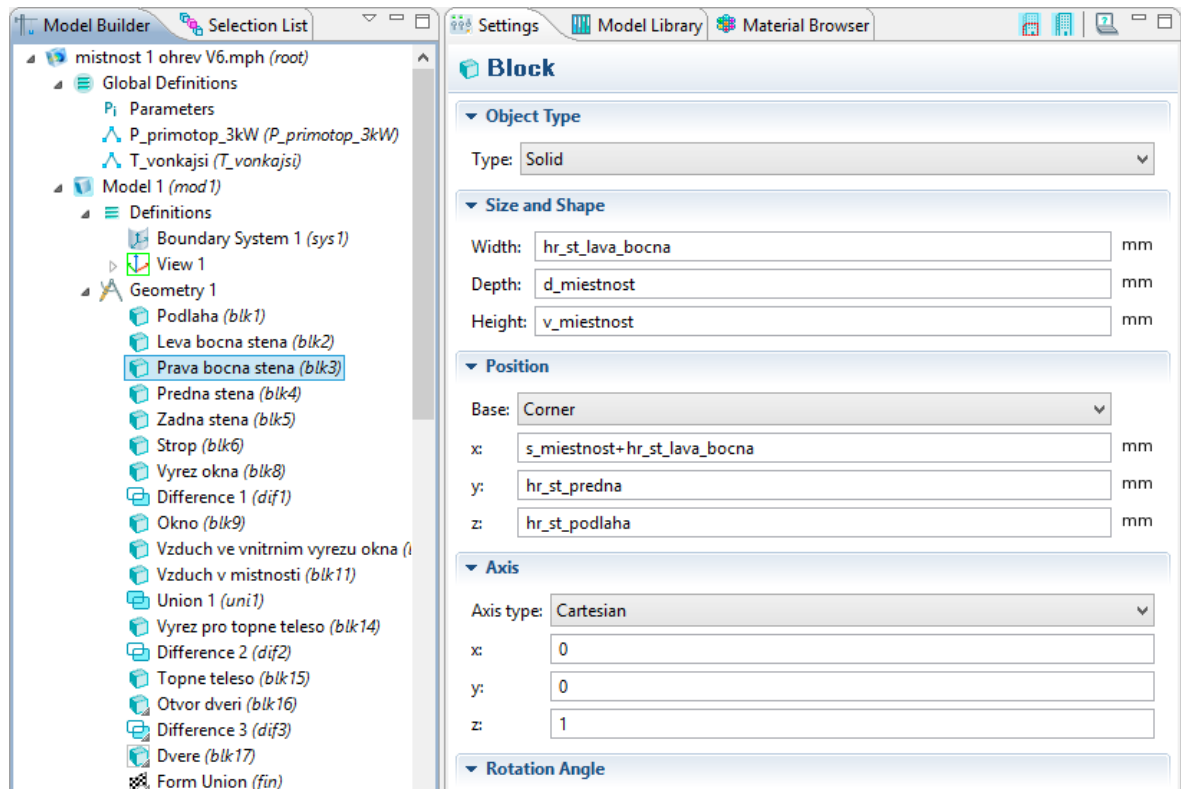 Model Builder
Selection List
mistnost 1 ohrev V6.mph (root)
Global Definitions
Pi Parameters
P_primotop_3kW (P_primotop_3kW)
T_vonkajsi (T_vonkajsi)
Model 1 (mod1)
Definitions
Boundary System 1 (sys1)
View 1
Geometry 1
Podlaha (blk1)
Leva bocna stena (blk2)
Prava bocna stena (blk3)
Predna stena (blk4)
Zadna stena (blk5)
Strop (blk6)
Vyrez okna (blk8)
Difference 1 (dif1)
Okno (blk9)
Vzduch ve vnitrnim vyrezu okna (
Vzduch v mistnosti (blk11)
Union 1 (uni1)
Vyrez pro topne teleso (blk14)
Difference 2 (dif2)
Topne teleso (blk15)
Otvor dveri (blk16)
Difference 3 (dif3)
Dvere (blk17)
Form Union (fin)
Settings
Model Library
Material Browser
Block
Object Type
Type: Solid
Size and Shape
Width: hr_st_lava_bocna mm
Depth: d_miestnost mm
Height: v_miestnost mm
Position
Base: Corner
x: s_miestnost+hr_st_lava_bocna mm
y: hr_st_predna mm
z: hr_st_podlaha mm
Axis
Axis type: Cartesian
x: 0
y: 0
z: 1
Rotation Angle